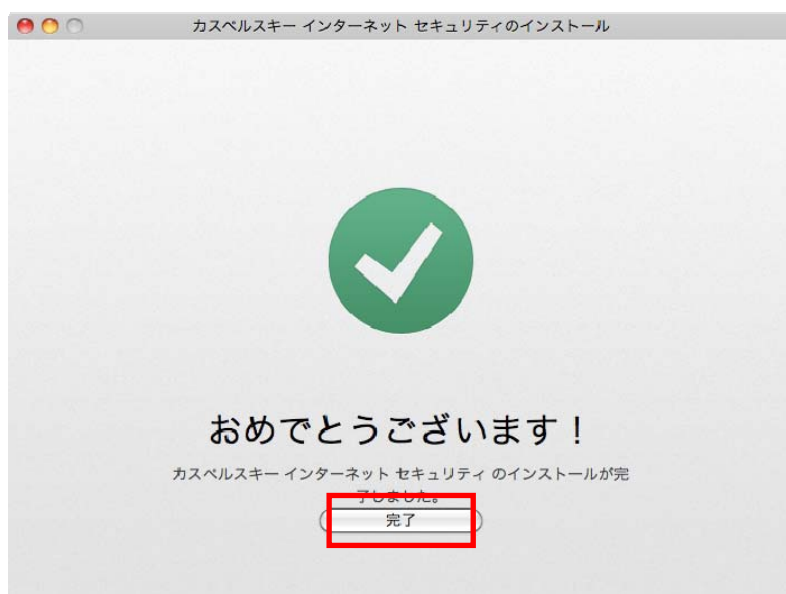 カスペルスキー インターネット セキュリティのインストール
おめでとうございます！
カスペルスキー インターネット セキュリティ のインストールが完
了しました。
完了